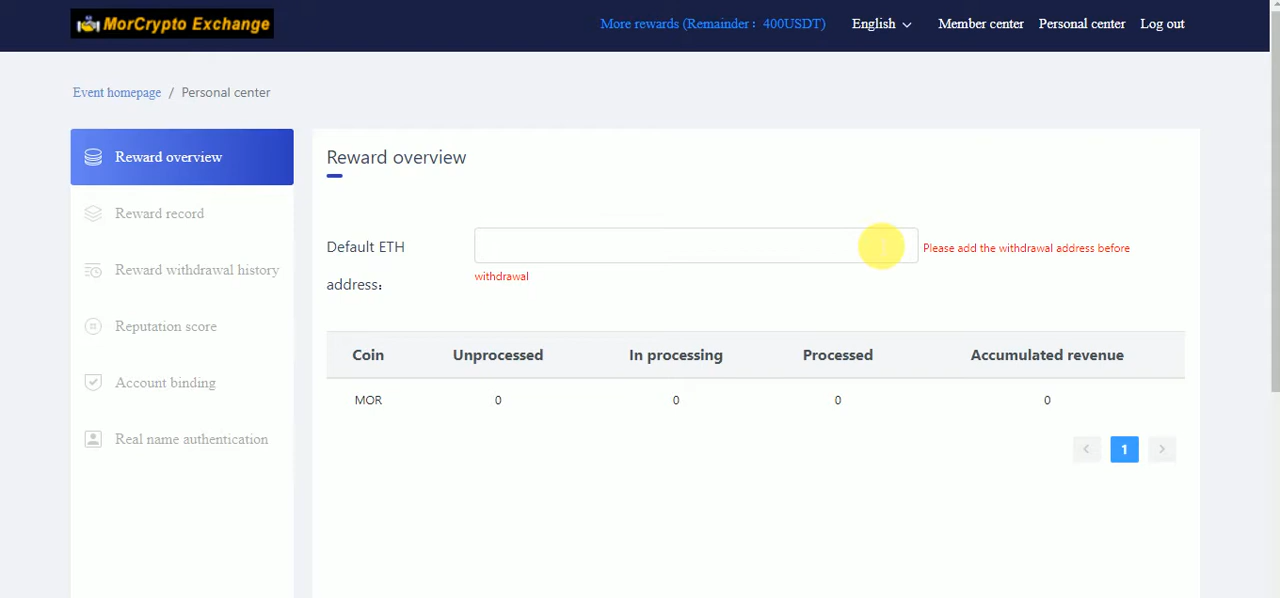 MorCrypto Exchange
More rewards (Remainder： 400USDT)
English
Member center
Personal center
Log out
Event homepage / Personal center
Reward overview
Reward record
Reward withdrawal history
Reputation score
Account binding
Real name authentication
Reward overview
Default ETH
address：
Please add the withdrawal address before
withdrawal
Coin Unprocessed In processing Processed Accumulated revenue
MOR 0 0 0 0
1